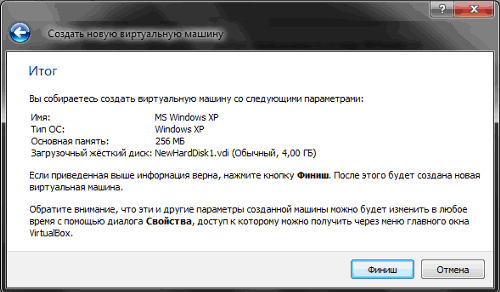 Создать новую виртуальную машину
Итог
Вы собираетесь создать виртуальную машину со следующими параметрами:
Имя: MS Windows XP
Тип ОС: Windows XP
Основная память: 256 МБ
Загрузочный жёсткий диск: NewHardDisk1.vdi (Обычный, 4,00 ГБ)
Если приведенная выше информация верна, нажмите кнопку Финиш. После этого будет создана новая
виртуальная машина.
Обратите внимание, что эти и другие параметры созданной машины можно будет изменить в любое
время с помощью диалога Свойства, доступ к которому можно получить через меню главного окна
VirtualBox.
Финиш Отмена